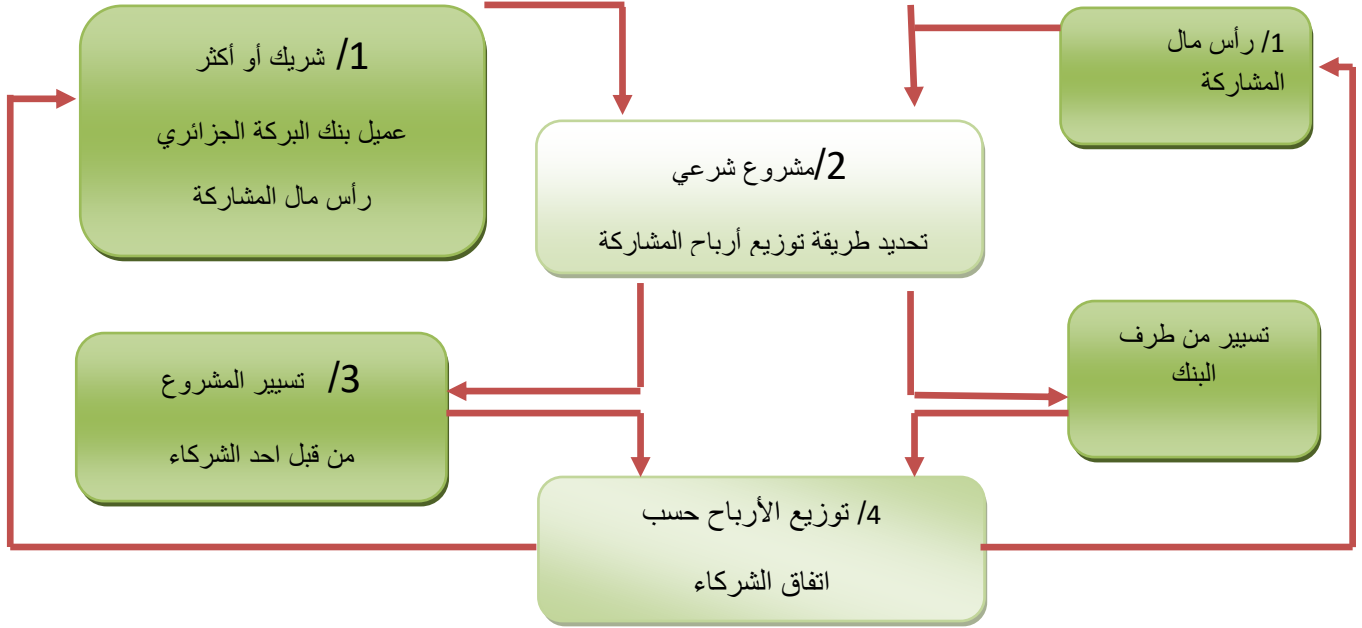 1/ رأس مال
المشاركة
1/ شريك أو أكثر
عميل بنك البركة الجزائري
رأس مال المشاركة
2/مشروع شرعي
تحديد طريقة توزيع أرباح المشاركة
تسيير من طرف
البنك
3/ تسيير المشروع
من قبل احد الشركاء
4/ توزيع الأرباح حسب
اتفاق الشركاء